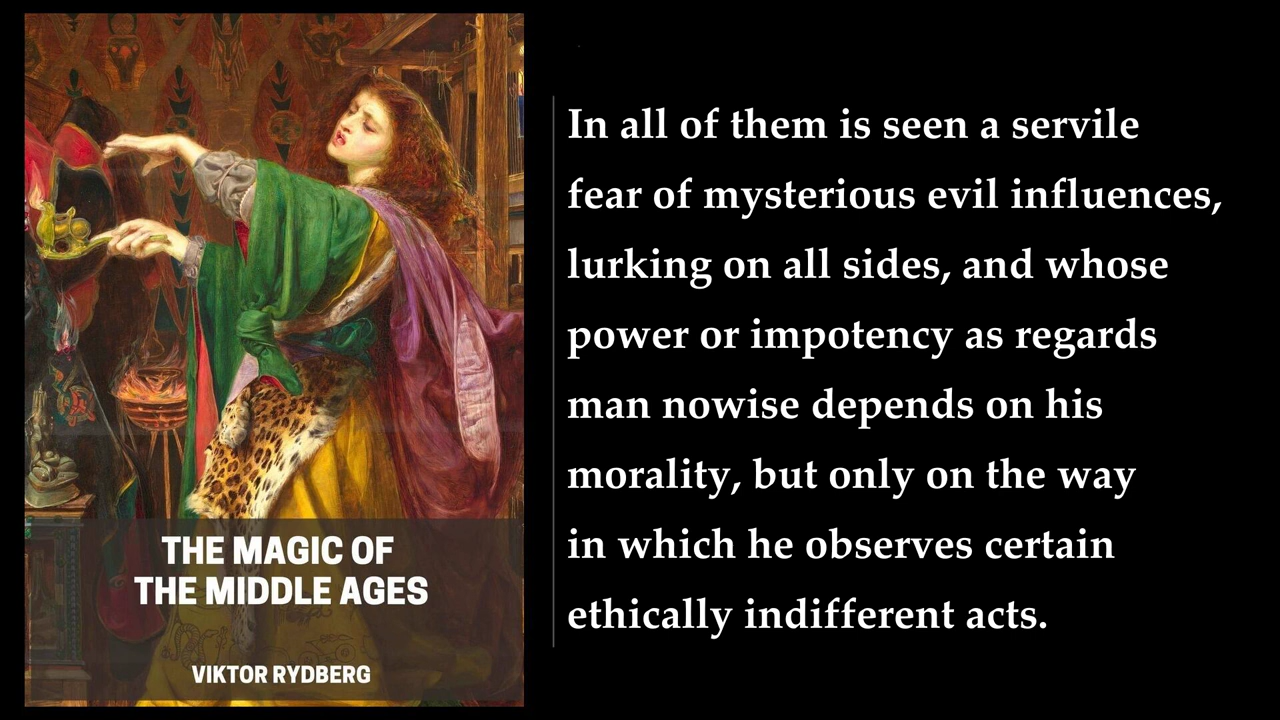 THE MAGIC OF
THE MIDDLE AGES
VIKTOR RYDBERG
In all of them is seen a servile
fear of mysterious evil influences,
lurking on all sides, and whose
power or impotency as regards
man nowise depends on his
morality, but only on the way
in which he observes certain
ethically indifferent acts.